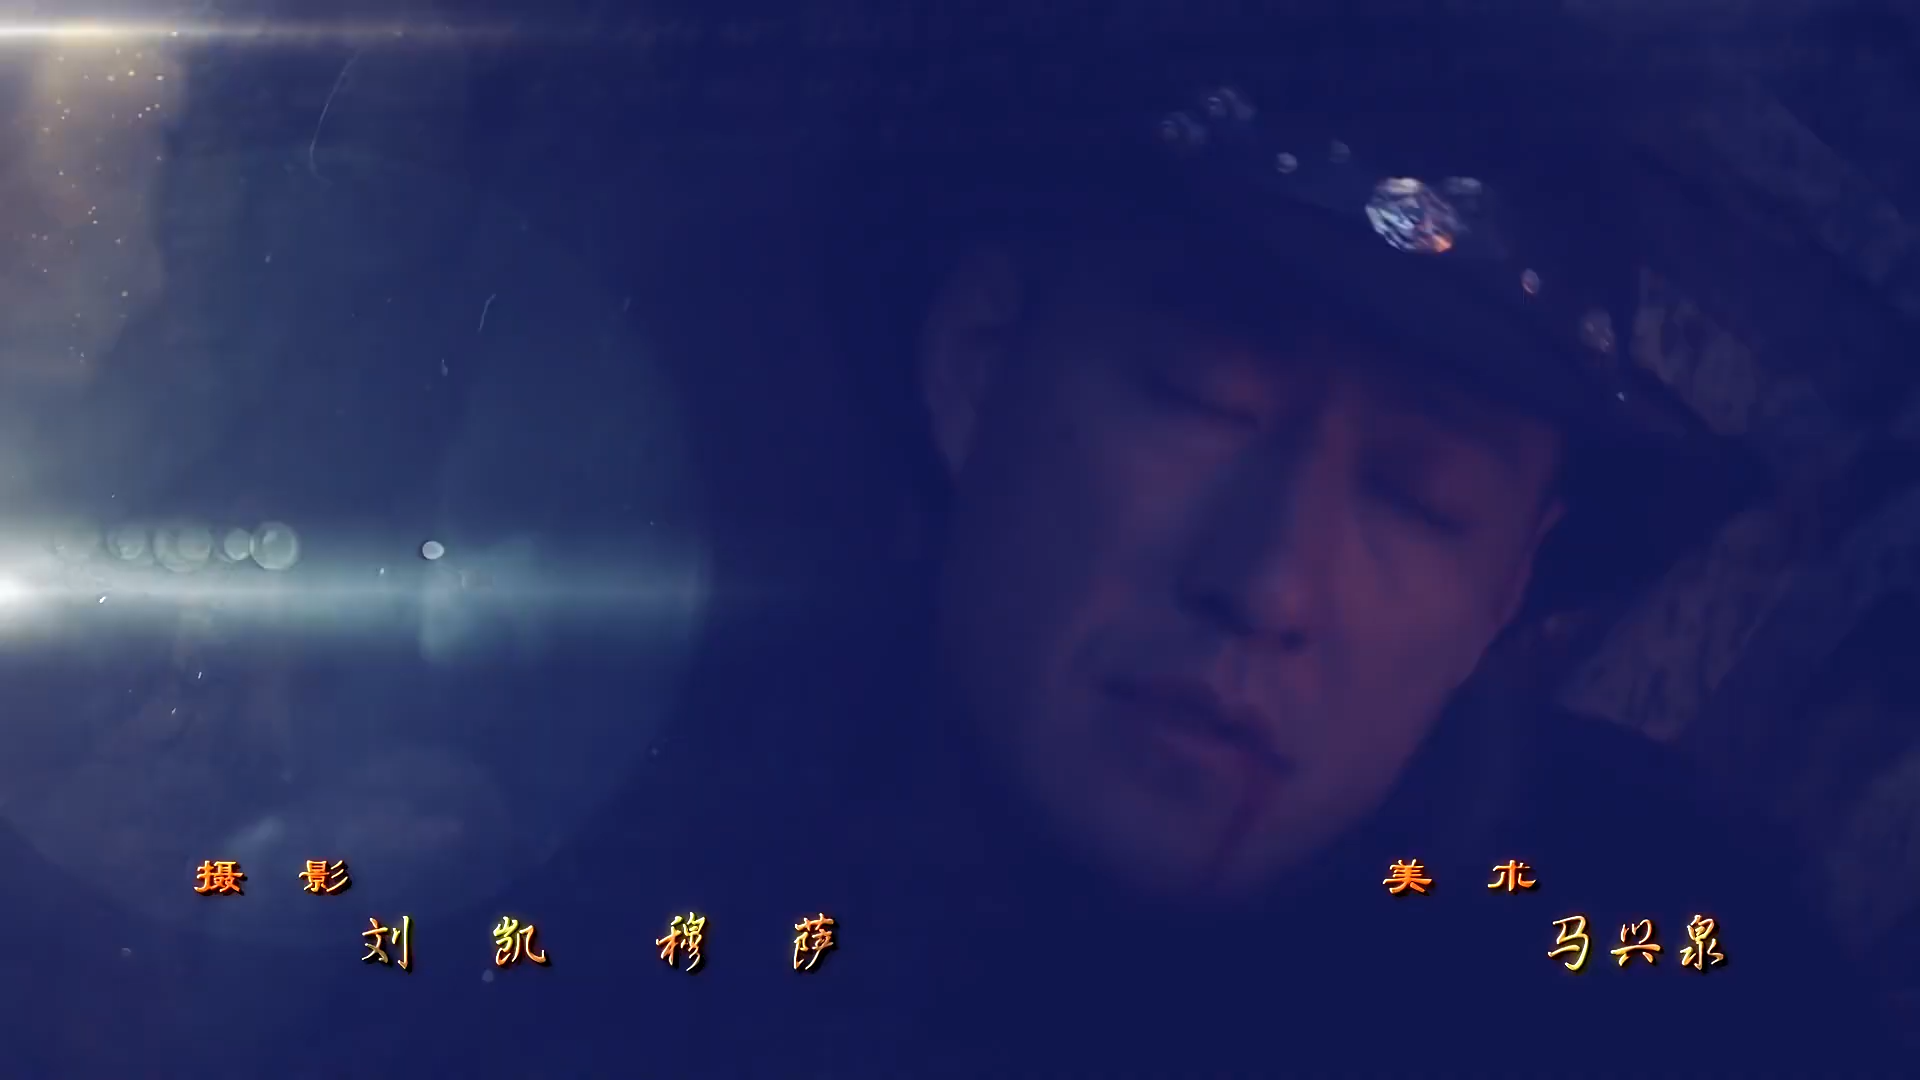 摄 影
刘 凯 穆 萨
美 术
马兴泉